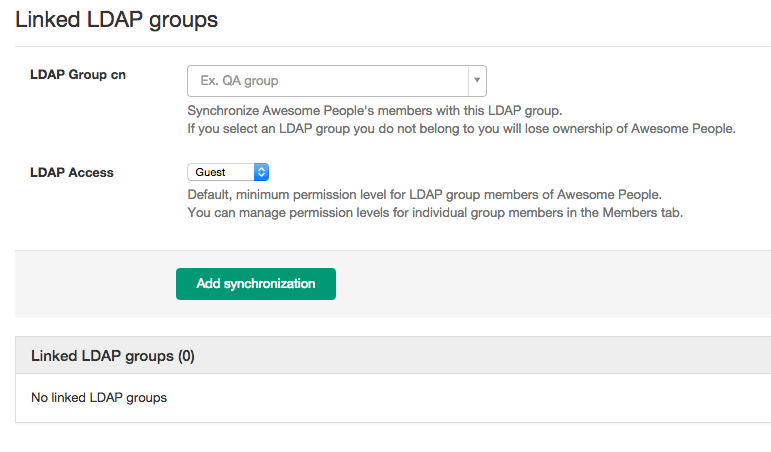 Linked LDAP groups
LDAP Group cn
Ex. QA group
Synchronize Awesome People's members with this LDAP group.
If you select an LDAP group you do not belong to you will lose ownership of Awesome People.
LDAP Access
Guest
Default, minimum permission level for LDAP group members of Awesome People.
You can manage permission levels for individual group members in the Members tab.
Add synchronization
Linked LDAP groups (0)
No linked LDAP groups